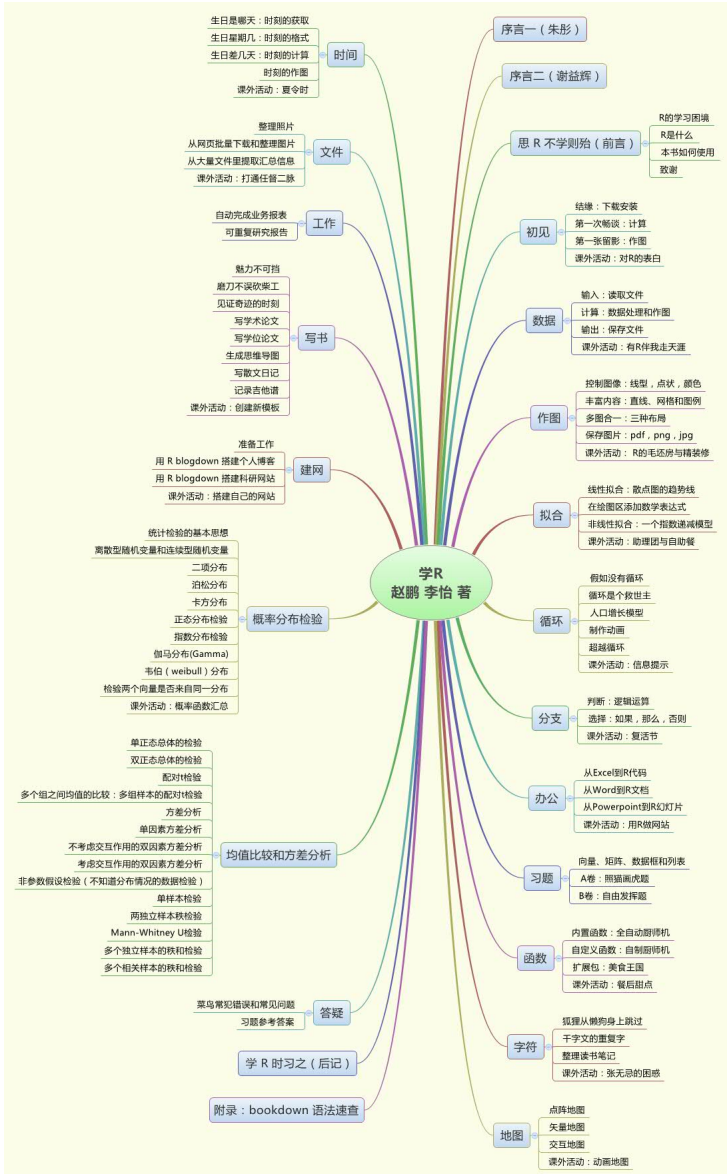 学R
赵鹏 李怡 著
序言一（朱彤）
序言二（谢益辉）
思 R 不学则殆（前言）
R的学习困境
R是什么
本书如何使用
致谢
初见
结缘：下载安装
第一次畅谈：计算
第一张留影：作图
课外活动：对R的表白
数据
输入：读取文件
计算：数据处理和作图
输出：保存文件
课外活动：有R伴我走天涯
作图
控制图像：线型，点状，颜色
丰富内容：直线、网格和图例
多图合一：三种布局
保存图片：pdf，png，jpg
课外活动： R的毛坯房与精装修
拟合
线性拟合：散点图的趋势线
在绘图区添加数学表达式
非线性拟合：一个指数递减模型
课外活动：助理团与自助餐
循环
假如没有循环
循环是个救世主
人口增长模型
制作动画
超越循环
课外活动：信息提示
分支
判断：逻辑运算
选择：如果，那么，否则
课外活动：复活节
办公
从Excel到R代码
从Word到R文档
从Powerpoint到R幻灯片
课外活动：用R做网站
习题
向量、矩阵、数据框和列表
A卷：照猫画虎题
B卷：自由发挥题
函数
内置函数：全自动厨师机
自定义函数：自制厨师机
扩展包：美食王国
课外活动：餐后甜点
字符
狐狸从懒狗身上跳过
千字文的重复字
整理读书笔记
课外活动：张无忌的困惑
地图
点阵地图
矢量地图
交互地图
课外活动：动画地图
时间
生日是哪天：时刻的获取
生日星期几：时刻的格式
生日差几天：时刻的计算
时刻的作图
课外活动：夏令时
文件
整理照片
从网页批量下载和整理图片
从大量文件里提取汇总信息
课外活动：打通任督二脉
工作
自动完成业务报表
可重复研究报告
写书
魅力不可挡
磨刀不误砍柴工
见证奇迹的时刻
写学术论文
写学位论文
生成思维导图
写散文日记
记录吉他谱
课外活动：创建新模板
建网
准备工作
用 R blogdown 搭建个人博客
用 R blogdown 搭建科研网站
课外活动：搭建自己的网站
概率分布检验
统计检验的基本思想
离散型随机变量和连续型随机变量
二项分布
泊松分布
卡方分布
正态分布检验
指数分布检验
伽马分布(Gamma)
韦伯（weibull）分布
检验两个向量是否来自同一分布
课外活动：概率函数汇总
均值比较和方差分析
单正态总体的检验
双正态总体的检验
配对t检验
多个组之间均值的比较：多组样本的配对t检验
方差分析
单因素方差分析
不考虑交互作用的双因素方差分析
考虑交互作用的双因素方差分析
非参数假设检验（不知道分布情况的数据检验）
单样本检验
两独立样本秩检验
Mann-Whitney U检验
多个独立样本的秩和检验
多个相关样本的秩和检验
答疑
菜鸟常犯错误和常见问题
习题参考答案
学 R 时习之（后记）
附录：bookdown 语法速查